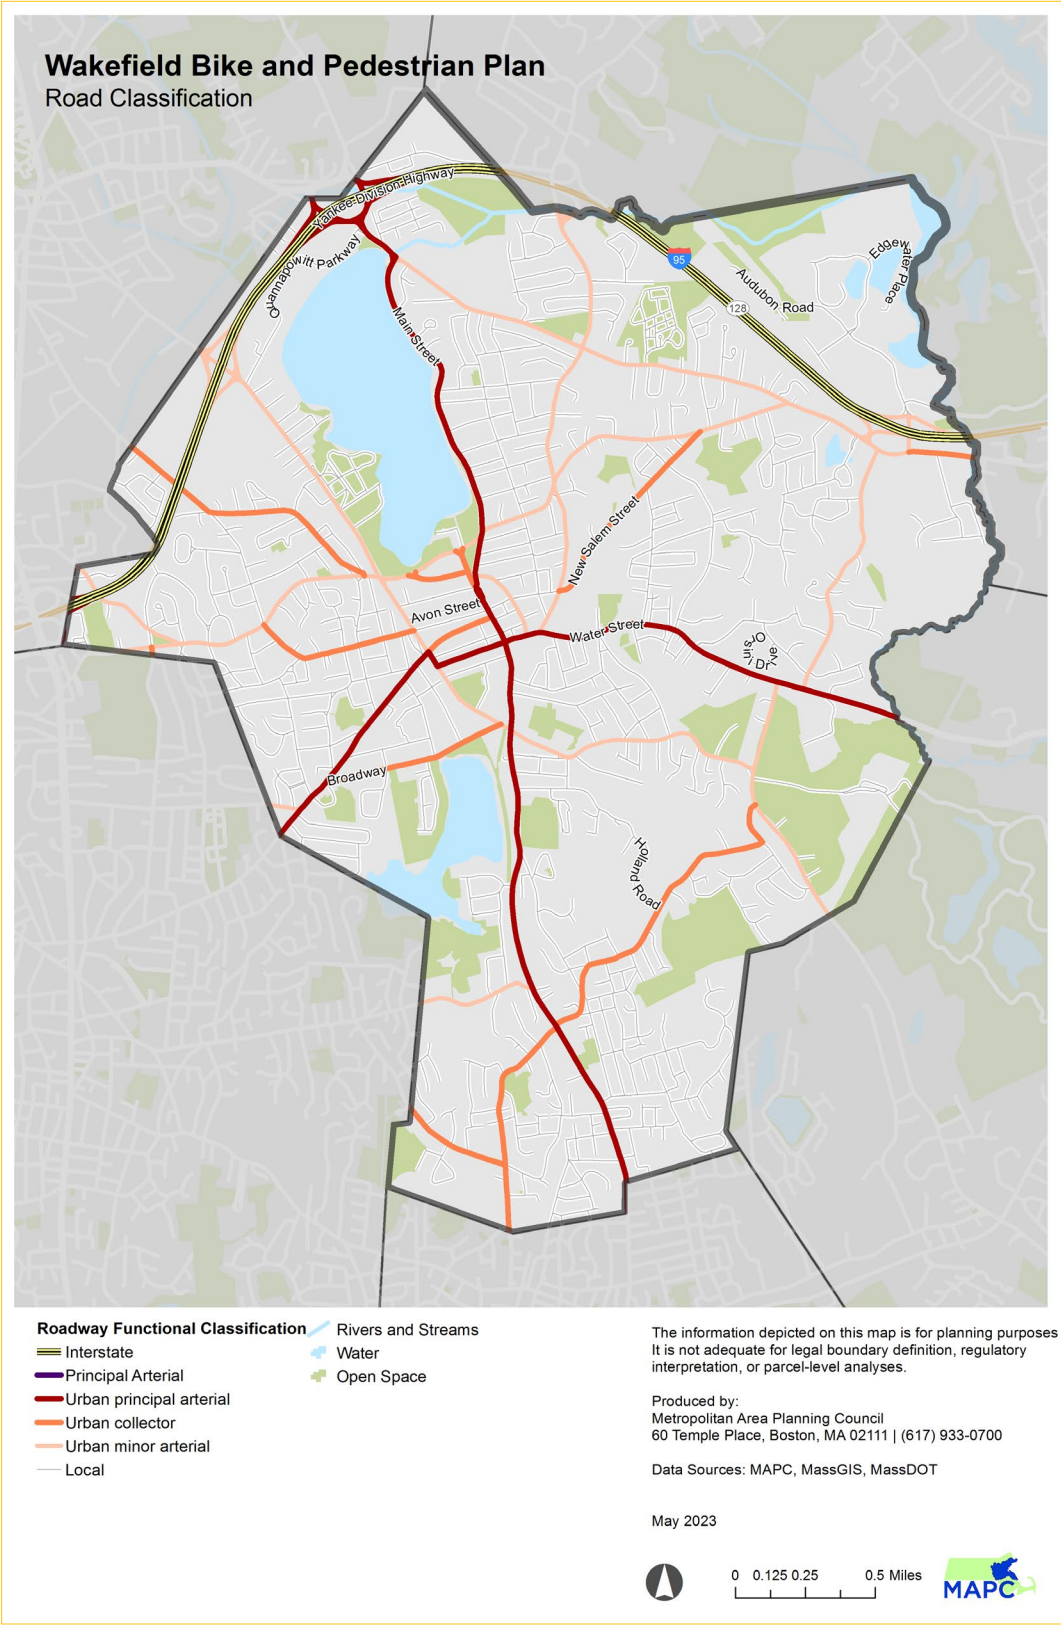 Wakefield Bike and Pedestrian Plan
Road Classification
Yankee Division Highway
Quannapowitt Parkway
Main Street
95
128
Audubon Road
Edgewater Place
New Salem Street
Avon Street
Water Street
Orsini Drive
Broadway
Holland Road
Roadway Functional Classification
Interstate
Principal Arterial
Urban principal arterial
Urban collector
Urban minor arterial
Local
Rivers and Streams
Water
Open Space
The information depicted on this map is for planning purposes
It is not adequate for legal boundary definition, regulatory
interpretation, or parcel-level analyses.
Produced by:
Metropolitan Area Planning Council
60 Temple Place, Boston, MA 02111 | (617) 933-0700
Data Sources: MAPC, MassGIS, MassDOT
May 2023
0 0.125 0.25 0.5 Miles
MAPC